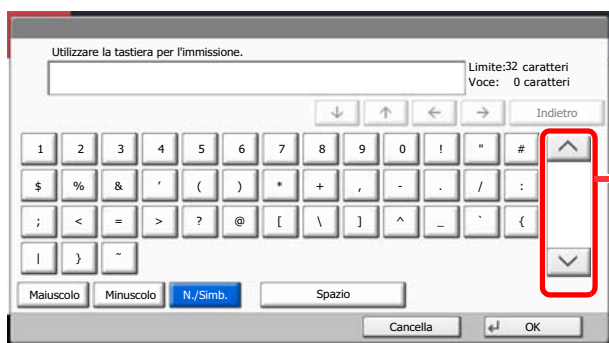 Utilizzare la tastiera per l'immissione.
Limite:32 caratteri
Voce: 0 caratteri
↓ ↑ ← → Indietro
1 2 3 4 5 6 7 8 9 0 ! " #
$ % & ' ( ) * + , - . / :
; < = > ? @ [ \ ] ^ _ ` {
| } ~
Maiuscolo Minuscolo N./Simb. Spazio
Cancella OK